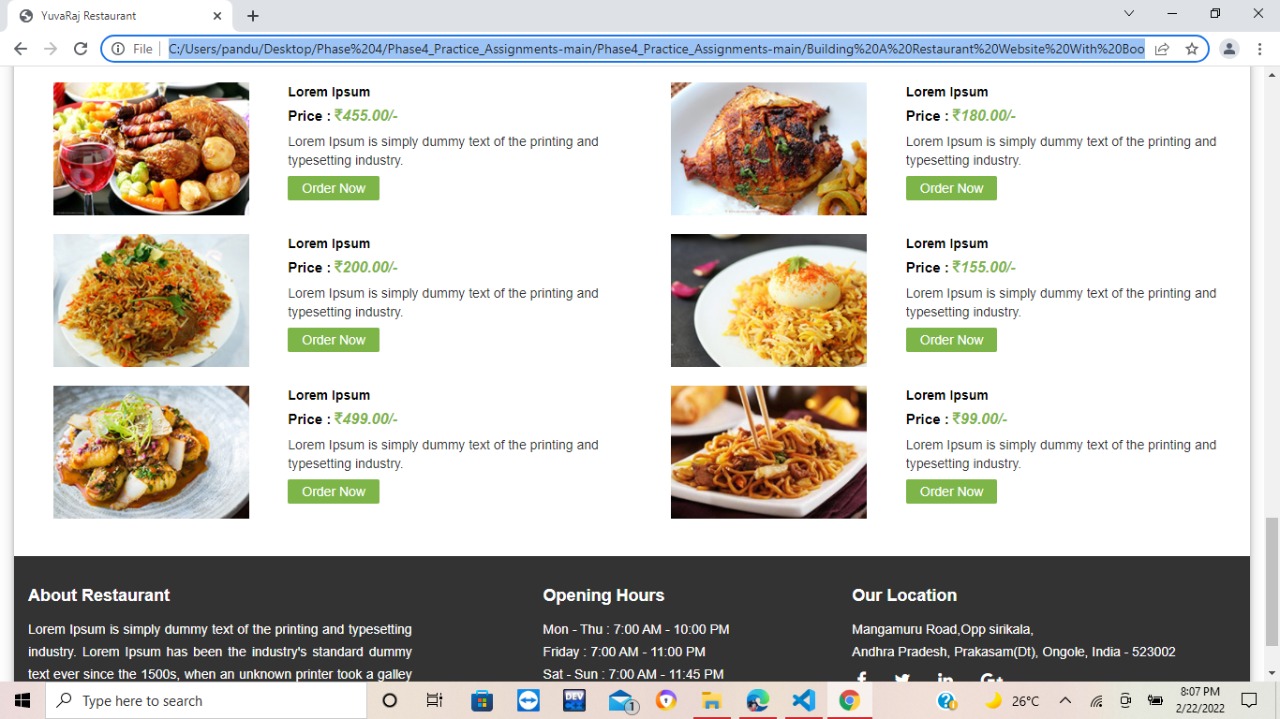 YuvaRaj Restaurant
File
C:/Users/pandu/Desktop/Phase%204/Phase4_Practice_Assignments-main/Phase4_Practice_Assignments-main/Building%20A%20Restaurant%20Website%20With%20Boo
Lorem Ipsum
Price : ₹455.00/-
Lorem Ipsum is simply dummy text of the printing and
typesetting industry.
Order Now
Lorem Ipsum
Price : ₹180.00/-
Lorem Ipsum is simply dummy text of the printing and
typesetting industry.
Order Now
Lorem Ipsum
Price : ₹200.00/-
Lorem Ipsum is simply dummy text of the printing and
typesetting industry.
Order Now
Lorem Ipsum
Price : ₹155.00/-
Lorem Ipsum is simply dummy text of the printing and
typesetting industry.
Order Now
Lorem Ipsum
Price : ₹499.00/-
Lorem Ipsum is simply dummy text of the printing and
typesetting industry.
Order Now
Lorem Ipsum
Price : ₹99.00/-
Lorem Ipsum is simply dummy text of the printing and
typesetting industry.
Order Now
About Restaurant
Lorem Ipsum is simply dummy text of the printing and typesetting
industry. Lorem Ipsum has been the industry's standard dummy
text ever since the 1500s, when an unknown printer took a galley
Opening Hours
Mon - Thu : 7:00 AM - 10:00 PM
Friday : 7:00 AM - 11:00 PM
Sat - Sun : 7:00 AM - 11:45 PM
Our Location
Mangamuru Road,Opp sirikala,
Andhra Pradesh, Prakasam(Dt), Ongole, India - 523002
Type here to search
DEV
1
26°C
8:07 PM
2/22/2022